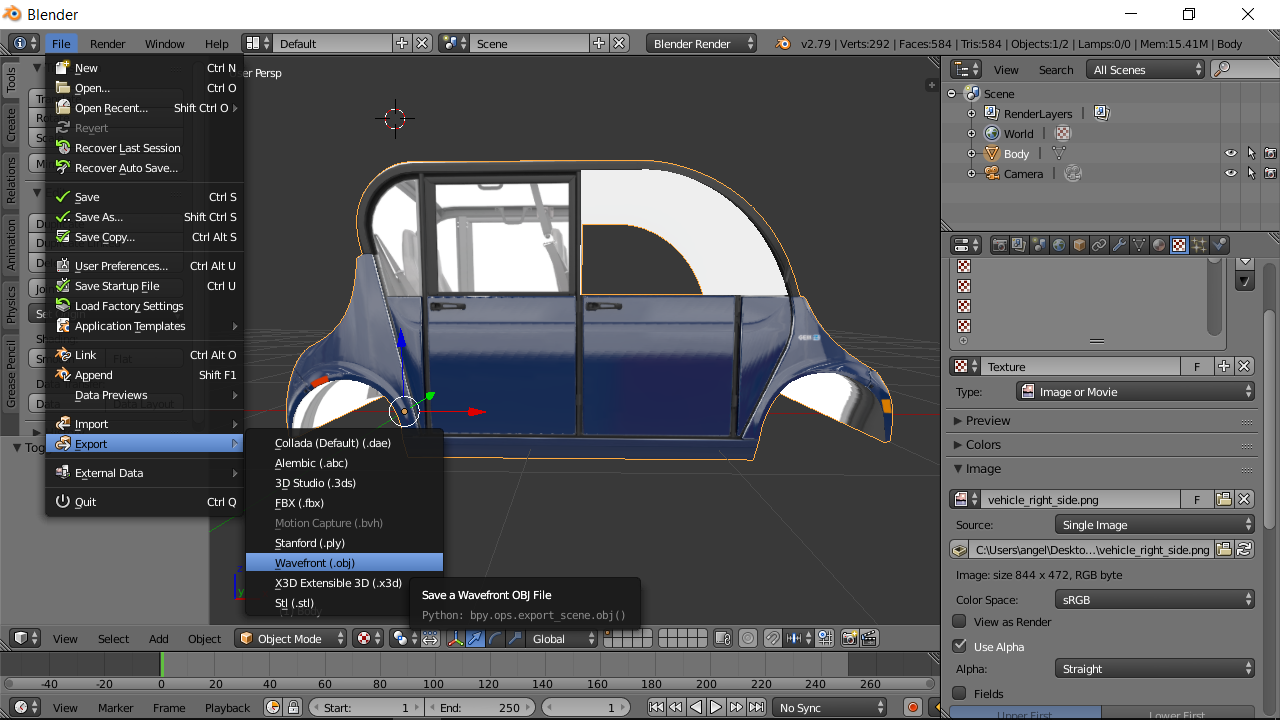 Blender
File Render Window Help Default Scene Blender Render v2.79 | Verts:292 | Faces:584 | Tris:584 | Objects:1/2 | Lamps:0/0 | Mem:15.41M | Body
Tools
Create
Relations
Animation
Physics
Grease Pencil
New Ctrl N
Open... Ctrl O
Open Recent... Shift Ctrl O
Revert
Recover Last Session
Recover Auto Save...
Save Ctrl S
Save As... Shift Ctrl S
Save Copy... Ctrl Alt S
User Preferences... Ctrl Alt U
Save Startup File Ctrl U
Load Factory Settings
Application Templates
Link Ctrl Alt O
Append Shift F1
Data Previews
Import
Export
External Data
Quit Ctrl Q
Collada (Default) (.dae)
Alembic (.abc)
3D Studio (.3ds)
FBX (.fbx)
Motion Capture (.bvh)
Stanford (.ply)
Wavefront (.obj)
X3D Extensible 3D (.x3d)
Stl (.stl)
Save a Wavefront OBJ File
Python: bpy.ops.export_scene.obj()
Persp
GEM
View Search All Scenes
Scene
RenderLayers
World
Body
Camera
Texture F
Type: Image or Movie
Preview
Colors
Image
vehicle_right_side.png F
Source: Single Image
C:\Users\angel\Deskto...\vehicle_right_side.png
Image: size 844 x 472, RGB byte
Color Space: sRGB
View as Render
Use Alpha
Alpha: Straight
Fields
Upper First Lower First
View Select Add Object Object Mode Global
-40 -20 0 20 40 60 80 100 120 140 160 180 200 220 240 260
View Marker Frame Playback Start: 1 End: 250 1 No Sync